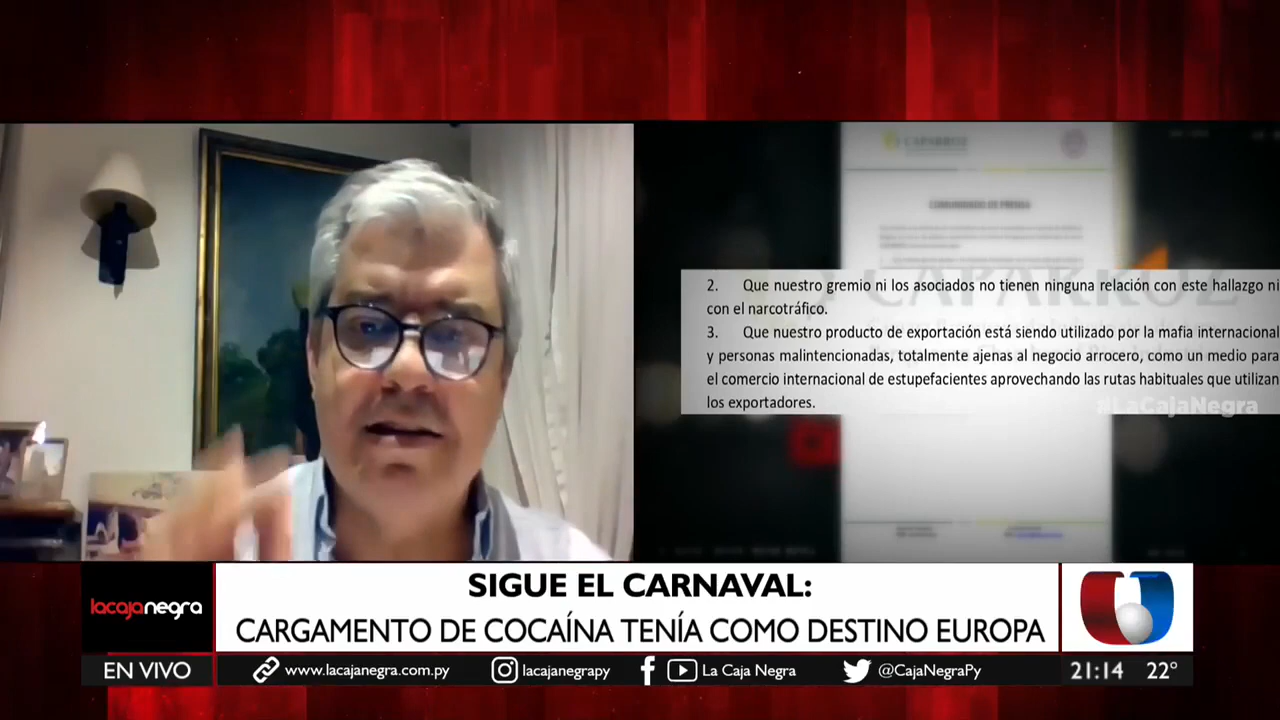 CAPARROZ
COMUNICADO DE PRENSA
2. Que nuestro gremio ni los asociados no tienen ninguna relación con este hallazgo ni
con el narcotráfico.
3. Que nuestro producto de exportación está siendo utilizado por la mafia internacional
y personas malintencionadas, totalmente ajenas al negocio arrocero, como un medio para
el comercio internacional de estupefacientes aprovechando las rutas habituales que utilizan
los exportadores.
#LaCajaNegra
SIGUE EL CARNAVAL:
CARGAMENTO DE COCAÍNA TENÍA COMO DESTINO EUROPA
lacajanegra
EN VIVO
www.lacajanegra.com.py
lacajanegrapy
La Caja Negra
@CajaNegraPy
21:14 22°